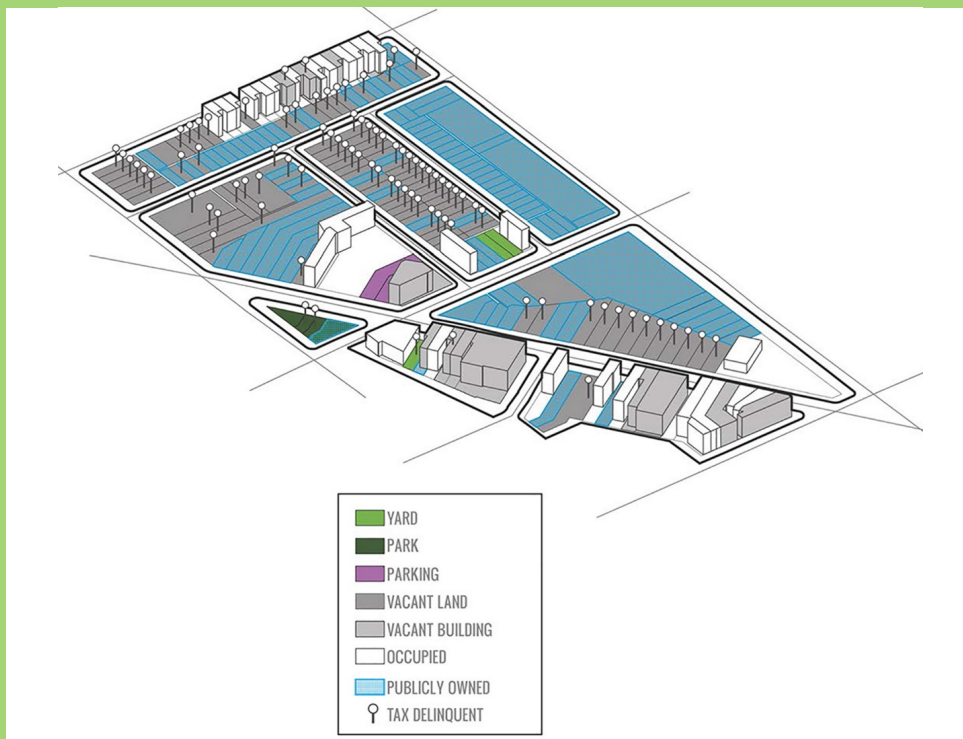 YARD
PARK
PARKING
VACANT LAND
VACANT BUILDING
OCCUPIED
PUBLICLY OWNED
TAX DELINQUENT